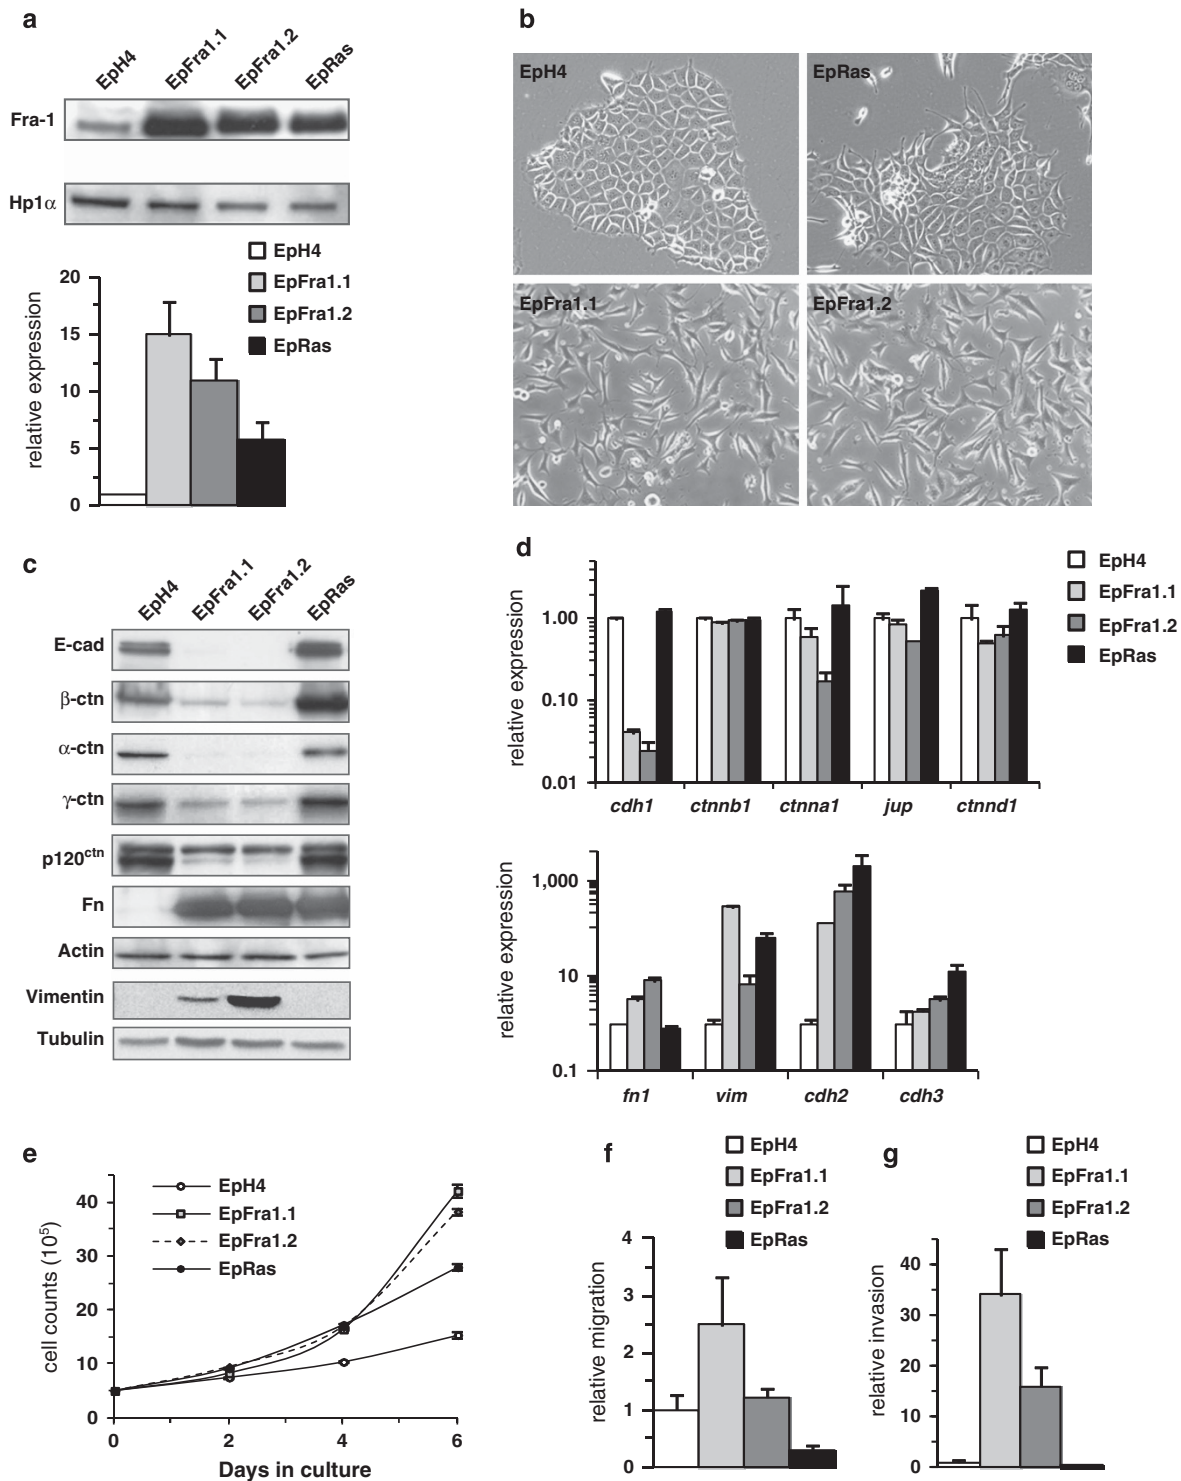 a
EpH4
EpFra1.1
EpFra1.2
EpRas
Fra-1
Hp1α
EpH4
EpFra1.1
EpFra1.2
EpRas
relative expression
20
15
10
5
0
b
EpH4
EpRas
EpFra1.1
EpFra1.2
c
EpH4
EpFra1.1
EpFra1.2
EpRas
E-cad
β-ctn
α-ctn
γ-ctn
p120ctn
Fn
Actin
Vimentin
Tubulin
d
EpH4
EpFra1.1
EpFra1.2
EpRas
relative expression
1.00
0.10
0.01
cdh1 ctnnb1 ctnna1 jup ctnnd1
relative expression
1,000
10
0.1
fn1 vim cdh2 cdh3
e
EpH4
EpFra1.1
EpFra1.2
EpRas
cell counts (10⁵)
40
30
20
10
0
0 2 4 6
Days in culture
f
EpH4
EpFra1.1
EpFra1.2
EpRas
relative migration
4
3
2
1
0
g
EpH4
EpFra1.1
EpFra1.2
EpRas
relative invasion
40
30
20
10
0